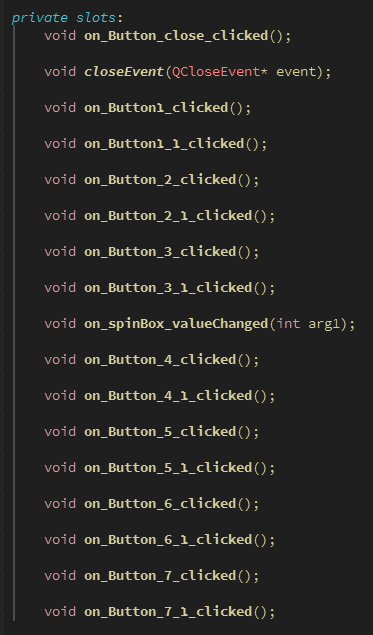 private slots:
void on_Button_close_clicked();
void closeEvent(QCloseEvent* event);
void on_Button1_clicked();
void on_Button1_1_clicked();
void on_Button_2_clicked();
void on_Button_2_1_clicked();
void on_Button_3_clicked();
void on_Button_3_1_clicked();
void on_spinBox_valueChanged(int arg1);
void on_Button_4_clicked();
void on_Button_4_1_clicked();
void on_Button_5_clicked();
void on_Button_5_1_clicked();
void on_Button_6_clicked();
void on_Button_6_1_clicked();
void on_Button_7_clicked();
void on_Button_7_1_clicked();